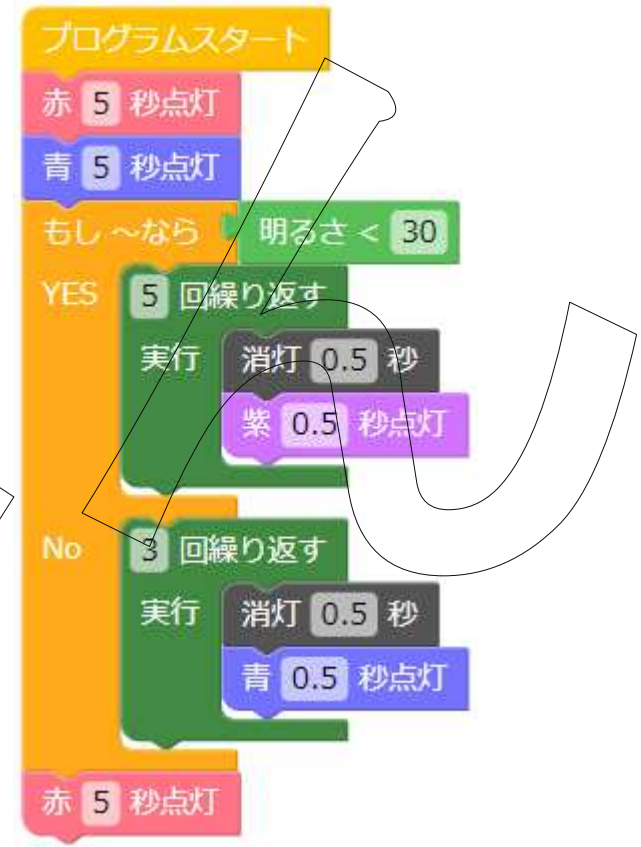 プログラムスタート
赤 5 秒点灯
青 5 秒点灯
もし ～なら 明るさ < 30
YES 5 回繰り返す
実行 消灯 0.5 秒
紫 0.5 秒点灯
No 3 回繰り返す
実行 消灯 0.5 秒
青 0.5 秒点灯
赤 5 秒点灯
ん